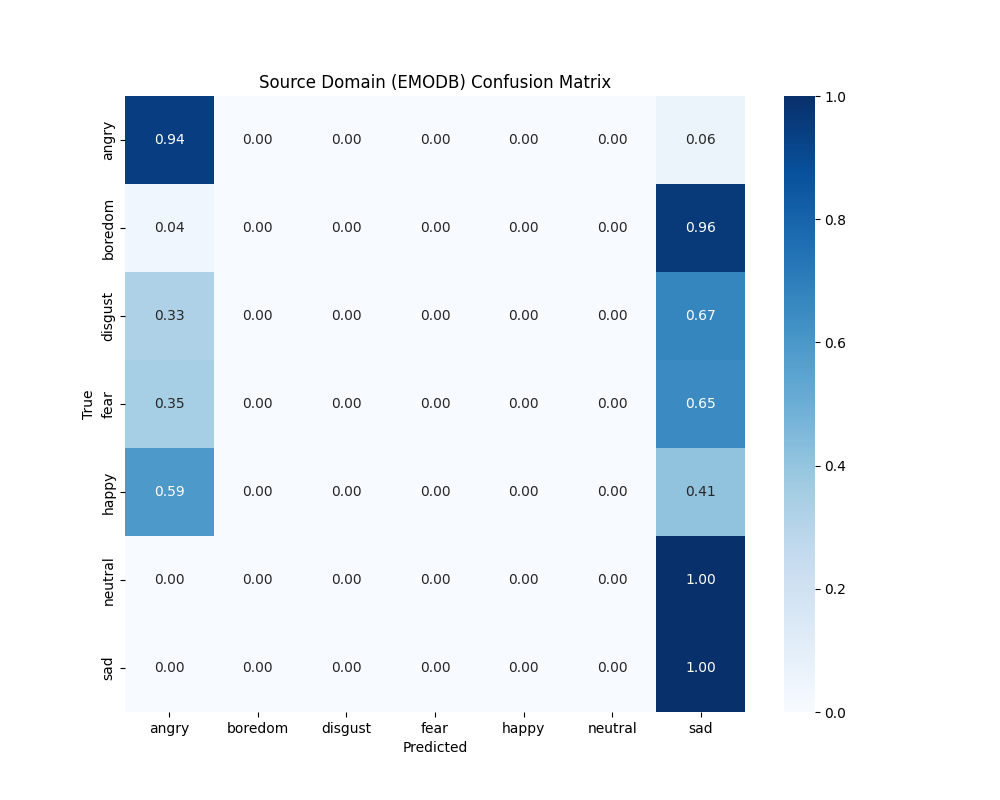 Source Domain (EMODB) Confusion Matrix
True
angry 0.94 0.00 0.00 0.00 0.00 0.00 0.06
boredom 0.04 0.00 0.00 0.00 0.00 0.00 0.96
disgust 0.33 0.00 0.00 0.00 0.00 0.00 0.67
fear 0.35 0.00 0.00 0.00 0.00 0.00 0.65
happy 0.59 0.00 0.00 0.00 0.00 0.00 0.41
neutral 0.00 0.00 0.00 0.00 0.00 0.00 1.00
sad 0.00 0.00 0.00 0.00 0.00 0.00 1.00
angry boredom disgust fear happy neutral sad
Predicted
1.0
0.8
0.6
0.4
0.2
0.0